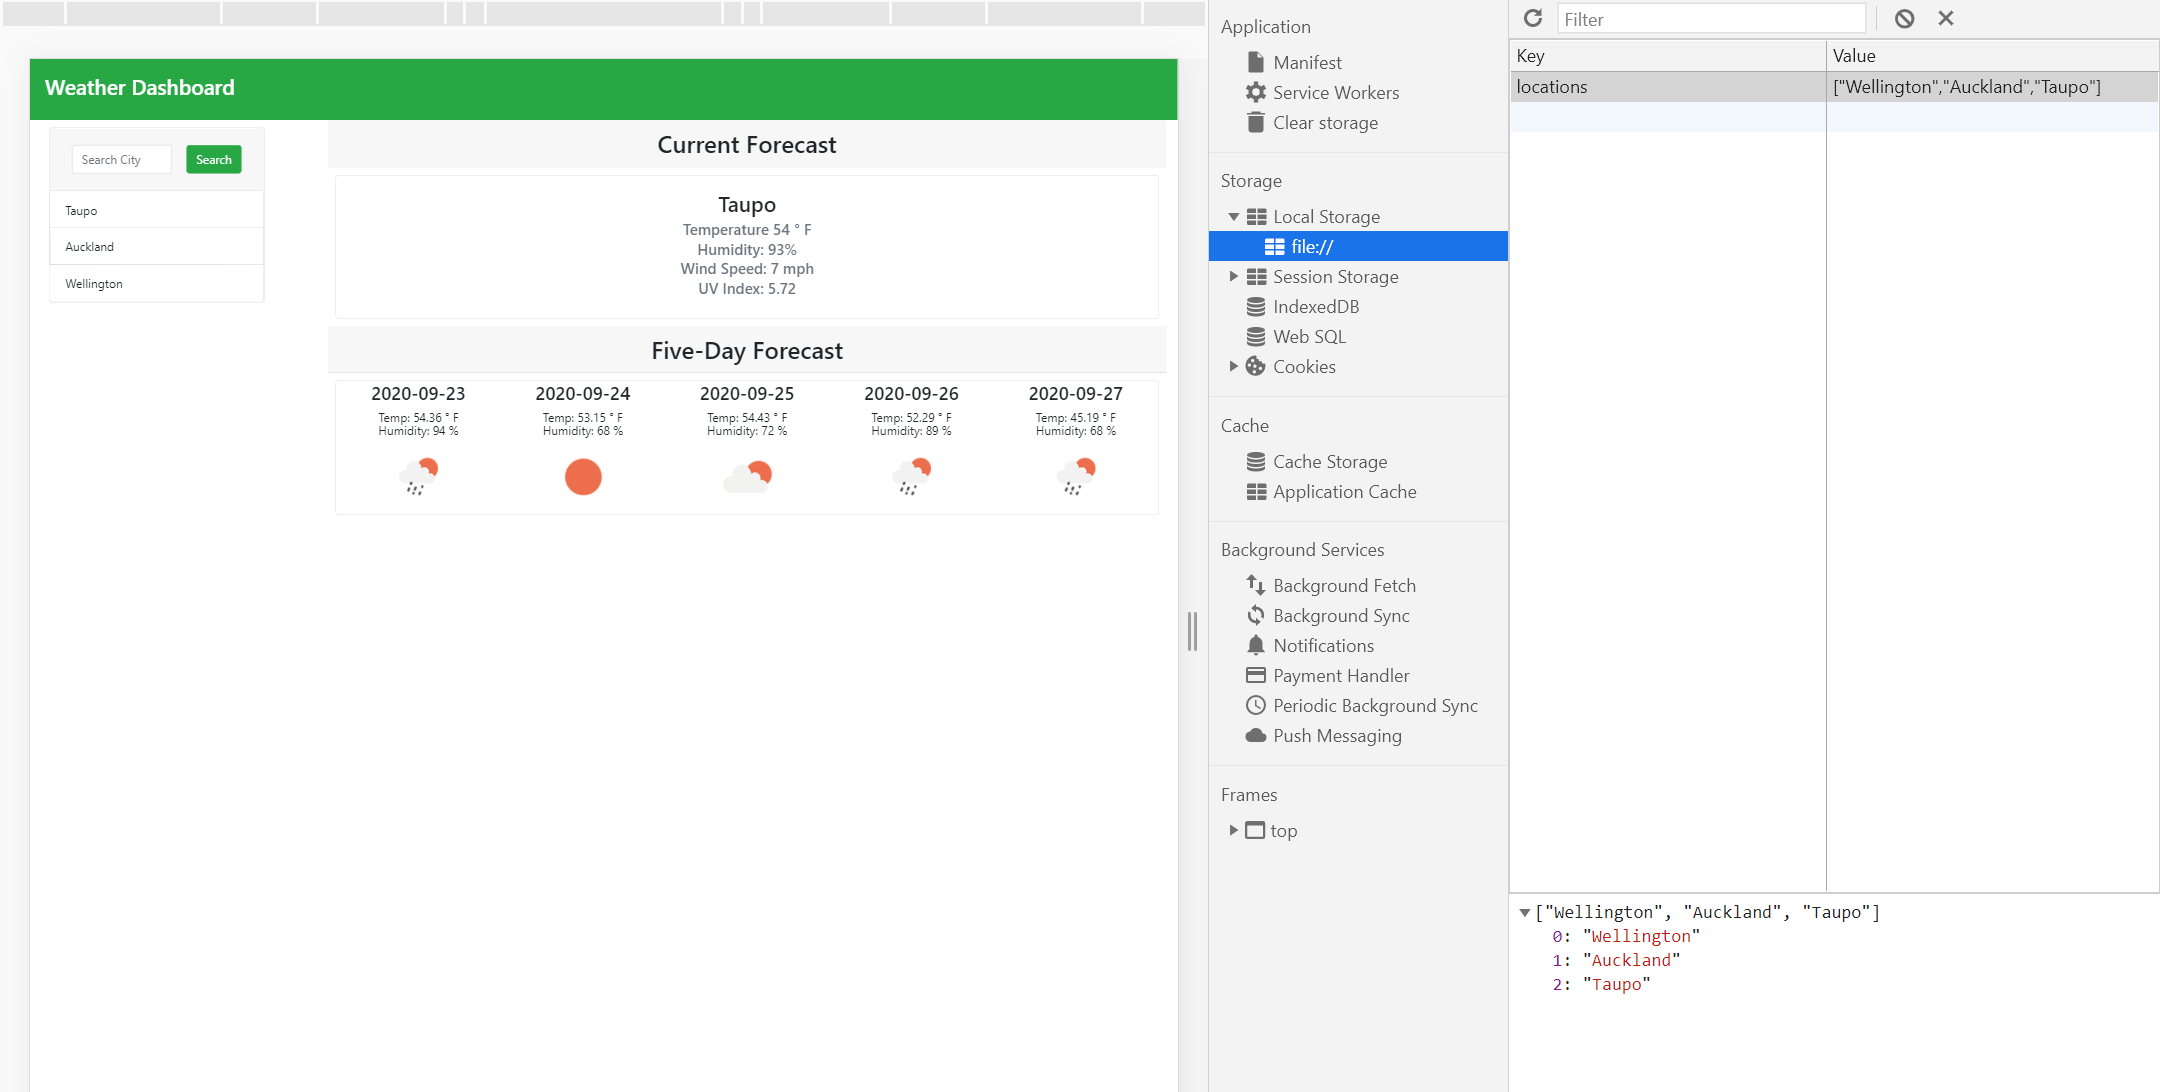 Weather Dashboard
Search City
Search
Taupo
Auckland
Wellington
Current Forecast
Taupo
Temperature 54 ° F
Humidity: 93%
Wind Speed: 7 mph
UV Index: 5.72
Five-Day Forecast
2020-09-23
Temp: 54.36 ° F
Humidity: 94 %
2020-09-24
Temp: 53.15 ° F
Humidity: 68 %
2020-09-25
Temp: 54.43 ° F
Humidity: 72 %
2020-09-26
Temp: 52.29 ° F
Humidity: 89 %
2020-09-27
Temp: 45.19 ° F
Humidity: 68 %
Application
Manifest
Service Workers
Clear storage
Storage
Local Storage
file://
Session Storage
IndexedDB
Web SQL
Cookies
Cache
Cache Storage
Application Cache
Background Services
Background Fetch
Background Sync
Notifications
Payment Handler
Periodic Background Sync
Push Messaging
Frames
top
Filter
Key Value
locations ["Wellington","Auckland","Taupo"]
["Wellington", "Auckland", "Taupo"]
0: "Wellington"
1: "Auckland"
2: "Taupo"